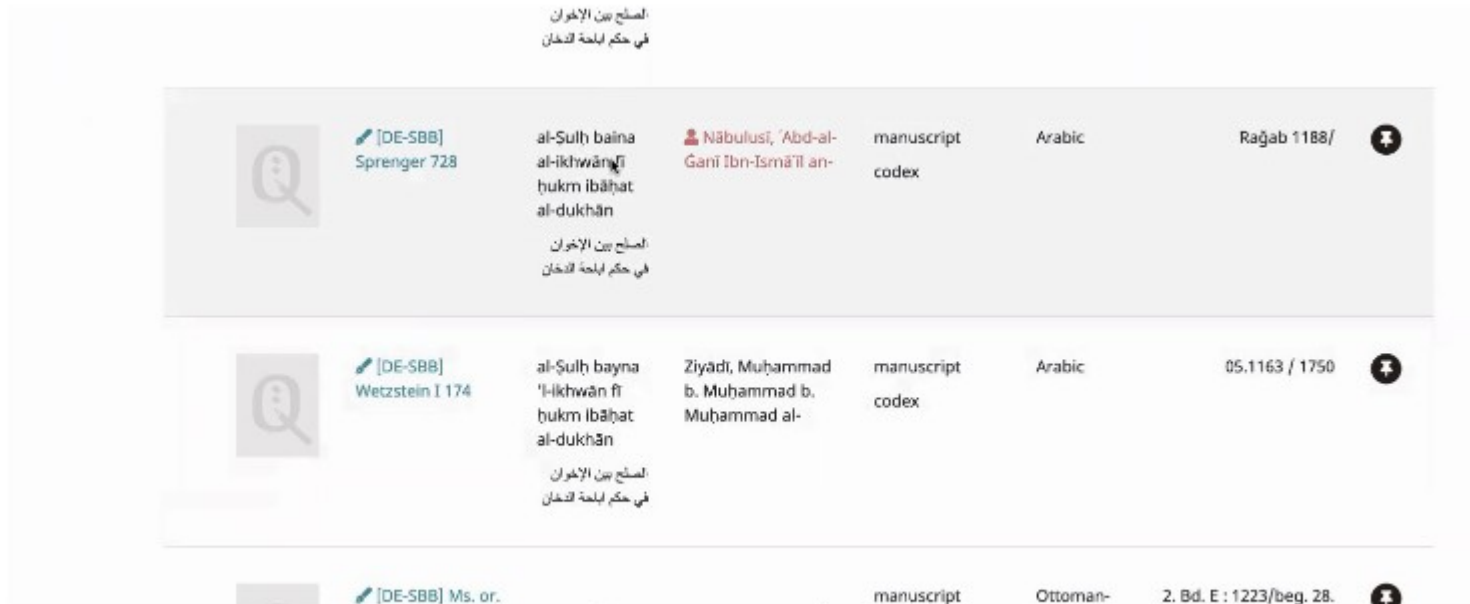 الصلح بين الإخوان
في حكم اباحة الدخان
[DE-SBB]
Sprenger 728
al-Ṣulḥ baina
al-ikhwān fī
ḥukm ibāḥat
al-dukhān
الصلح بين الإخوان
في حكم اباحة الدخان
Nābulusī, ʿAbd-al-
Ġanī Ibn-Ismāʿīl an-
manuscript
codex
Arabic
Raǧab 1188/
[DE-SBB]
Wetzstein I 174
al-Ṣulḥ bayna
'l-ikhwān fī
ḥukm ibāḥat
al-dukhān
الصلح بين الإخوان
في حكم اباحة الدخان
Ziyādī, Muḥammad
b. Muḥammad b.
Muḥammad al-
manuscript
codex
Arabic
05.1163 / 1750
[DE-SBB] Ms. or.
manuscript
Ottoman-
2. Bd. E : 1223/beg. 28.